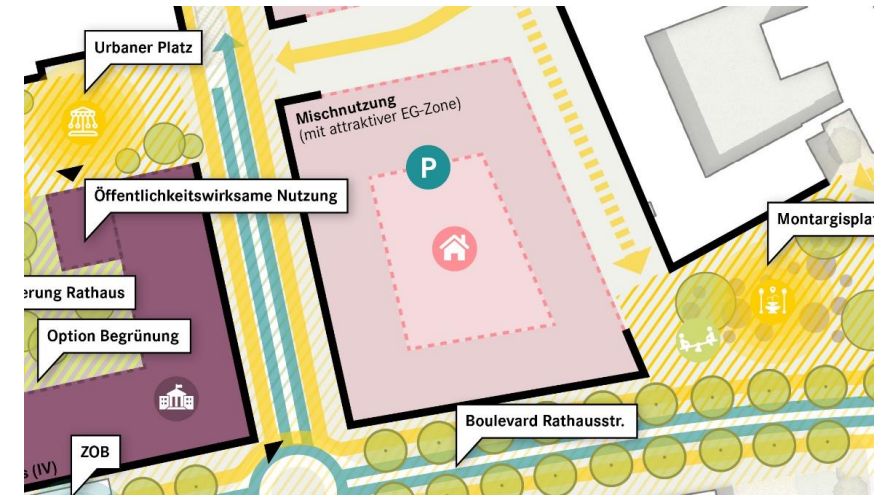 Urbaner Platz
Mischnutzung
(mit attraktiver EG-Zone)
P
Öffentlichkeitswirksame Nutzung
Montargisplat
erung Rathaus
Option Begrünung
Boulevard Rathausstr.
ZOB
s (IV)